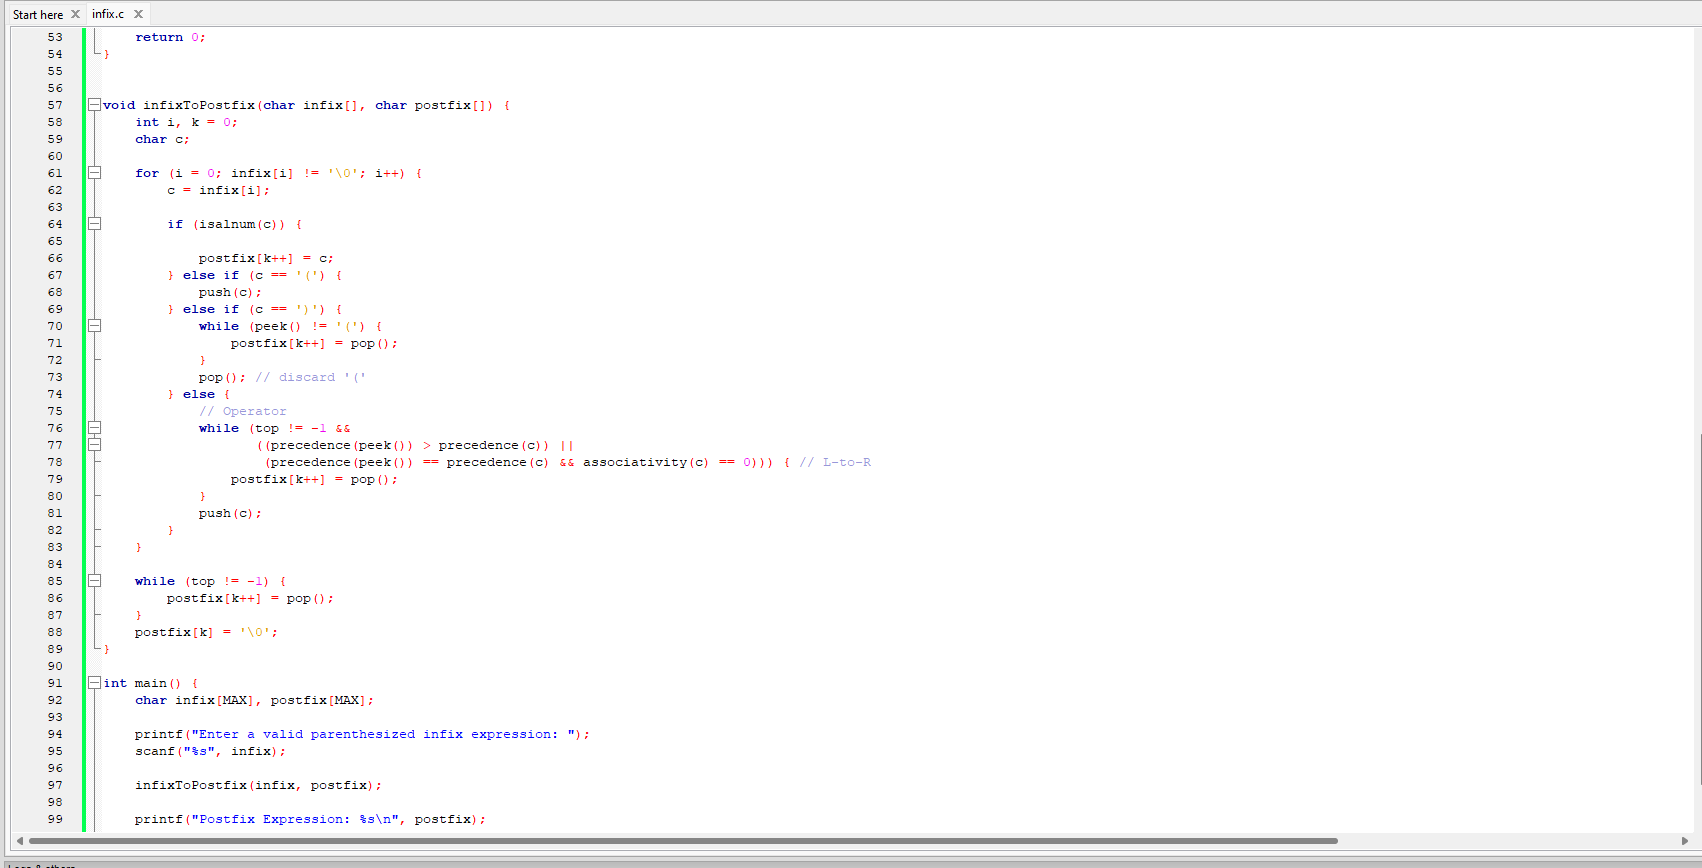 Start here X infix.c X
53 return 0;
54 }
55
56
57 void infixToPostfix(char infix[], char postfix[]) {
58 int i, k = 0;
59 char c;
60
61 for (i = 0; infix[i] != '\0'; i++) {
62 c = infix[i];
63
64 if (isalnum(c)) {
65
66 postfix[k++] = c;
67 } else if (c == '(') {
68 push(c);
69 } else if (c == ')') {
70 while (peek() != '(') {
71 postfix[k++] = pop();
72 }
73 pop(); // discard '('
74 } else {
75 // Operator
76 while (top != -1 &&
77 ((precedence(peek()) > precedence(c)) ||
78 (precedence(peek()) == precedence(c) && associativity(c) == 0))) { // L-to-R
79 postfix[k++] = pop();
80 }
81 push(c);
82 }
83 }
84
85 while (top != -1) {
86 postfix[k++] = pop();
87 }
88 postfix[k] = '\0';
89 }
90
91 int main() {
92 char infix[MAX], postfix[MAX];
93
94 printf("Enter a valid parenthesized infix expression: ");
95 scanf("%s", infix);
96
97 infixToPostfix(infix, postfix);
98
99 printf("Postfix Expression: %s\n", postfix);
Logs & others